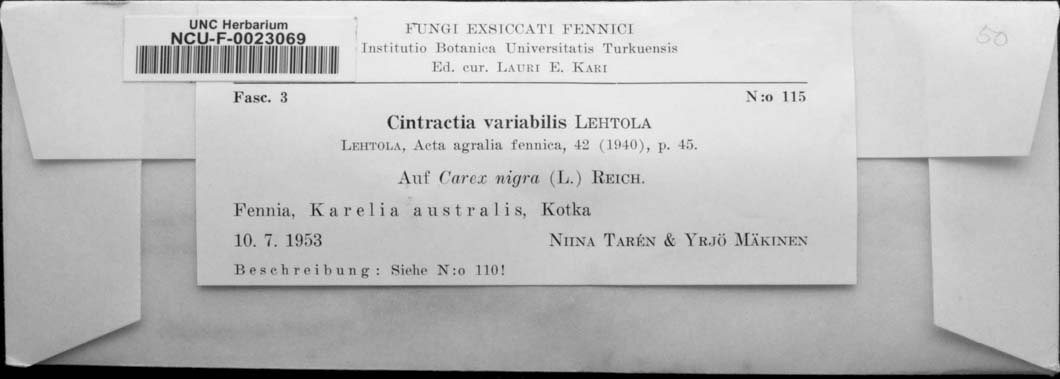 UNC Herbarium
NCU-F-0023069
50
FUNGI EXSICCATI FENNICI
Institutio Botanica Universitatis Turkuensis
Ed. cur. LAURI E. KARI
Fasc. 3 N:o 115
Cintractia variabilis LEHTOLA
LEHTOLA, Acta agralia fennica, 42 (1940), p. 45.
Auf Carex nigra (L.) REICH.
Fennia, Karelia australis, Kotka
10. 7. 1953 NIINA TARÉN & YRJÖ MÄKINEN
Beschreibung: Siehe N:o 110!